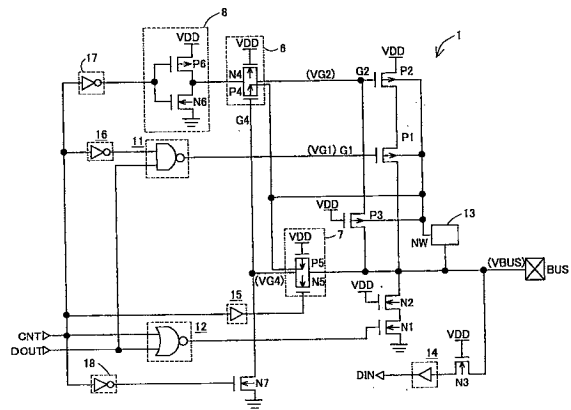 8
VDD
6
1
17
P6
VDD
VDD
N4
P4
(VG2)
G2
P2
N6
G4
16
11
(VG1)
G1
P1
VDD
P3
13
VDD
7
NW
P5
N5
(VG4)
(VBUS)
BUS
15
VDD
N2
CNT
12
VDD
DOUT
N1
14
18
N7
DIN
N3